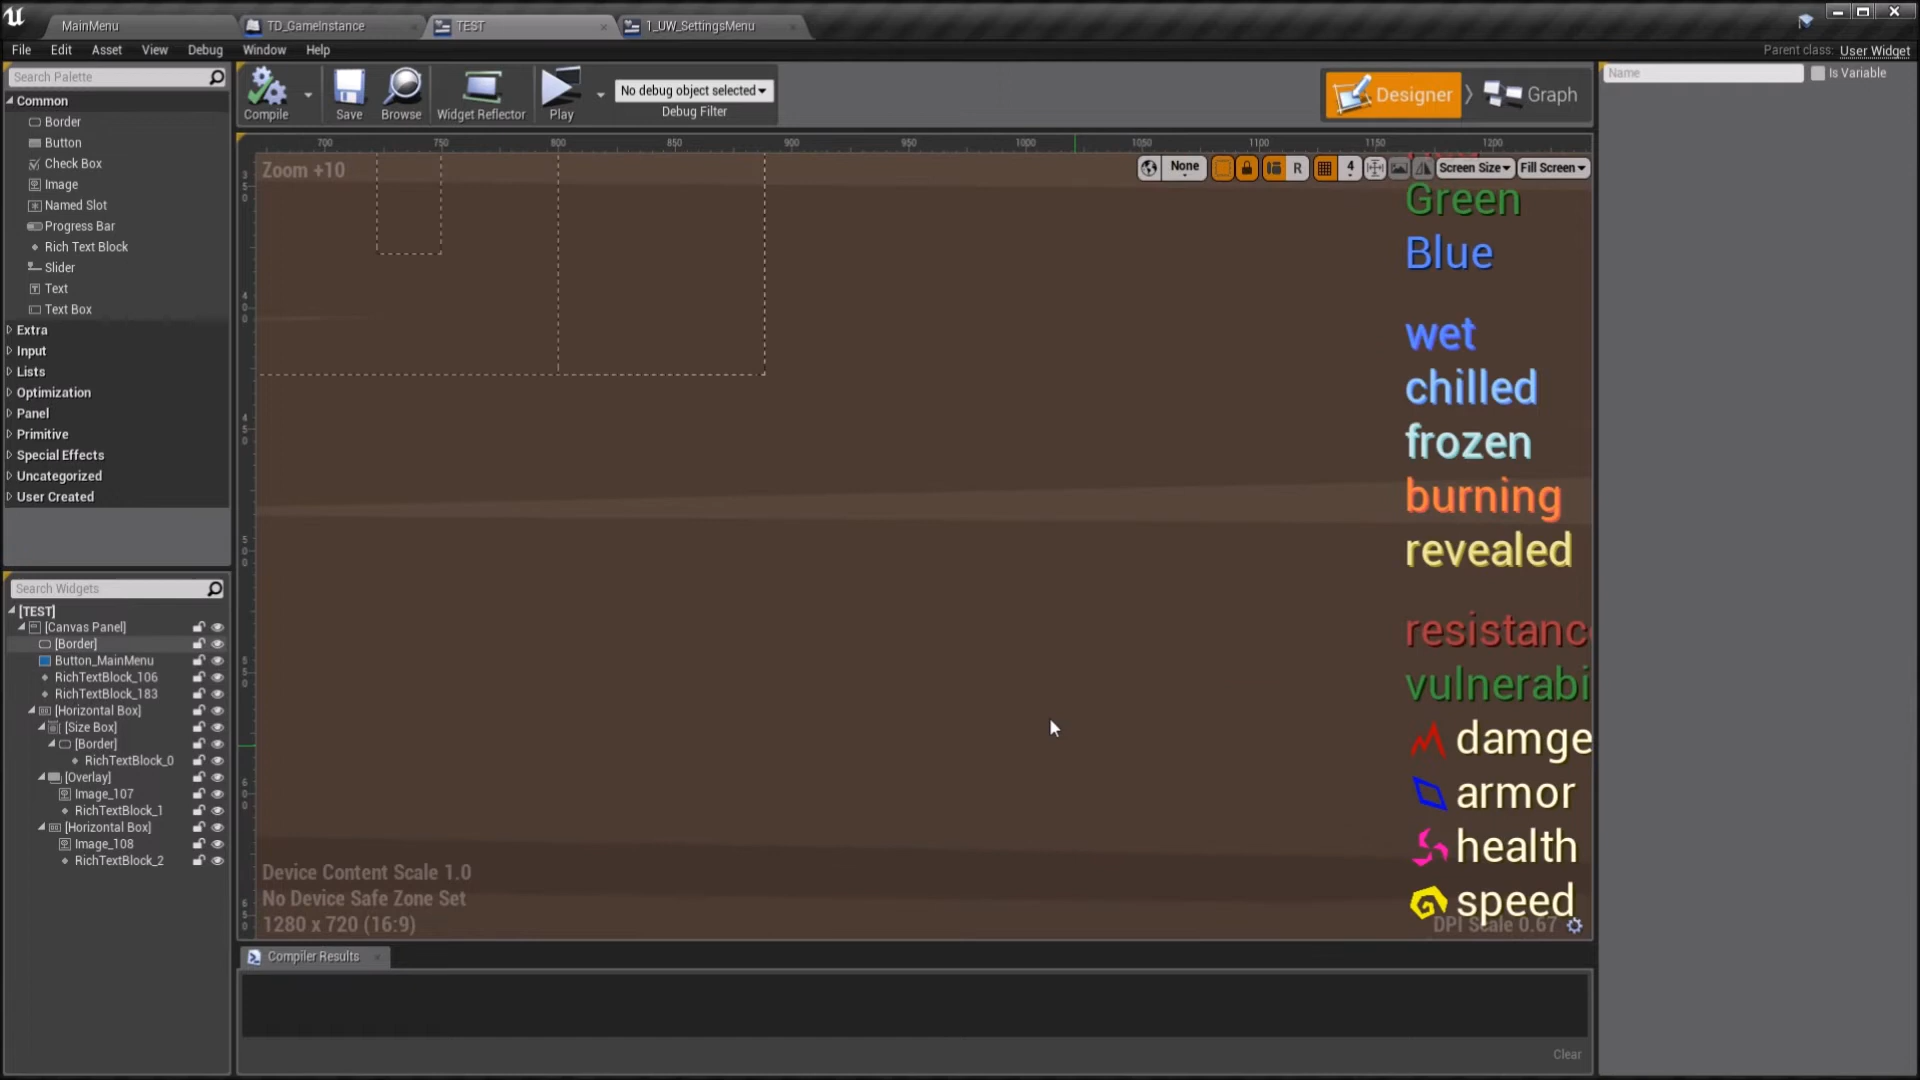 MainMenu
TD_GameInstance
TEST
1_UW_SettingsMenu
File Edit Asset View Debug Window Help
Parent class: User Widget
Search Palette
Common
Border
Button
Check Box
Image
Named Slot
Progress Bar
Rich Text Block
Slider
Text
Text Box
Extra
Input
Lists
Optimization
Panel
Primitive
Special Effects
Uncategorized
User Created
Compile
Save
Browse
Widget Reflector
Play
No debug object selected
Debug Filter
Designer
Graph
Name
Is Variable
700 750 800 850 900 950 1000 1050 1100 1150 1200
Zoom +10
None
R
4
Screen Size
Fill Screen
Green
Blue
wet
chilled
frozen
burning
revealed
resistanc
vulnerabi
damge
armor
health
speed
Device Content Scale 1.0
No Device Safe Zone Set
1280 x 720 (16:9)
DPI Scale 0.67
Search Widgets
[TEST]
[Canvas Panel]
[Border]
Button_MainMenu
RichTextBlock_106
RichTextBlock_183
[Horizontal Box]
[Size Box]
[Border]
RichTextBlock_0
[Overlay]
Image_107
RichTextBlock_1
[Horizontal Box]
Image_108
RichTextBlock_2
Compiler Results
Clear